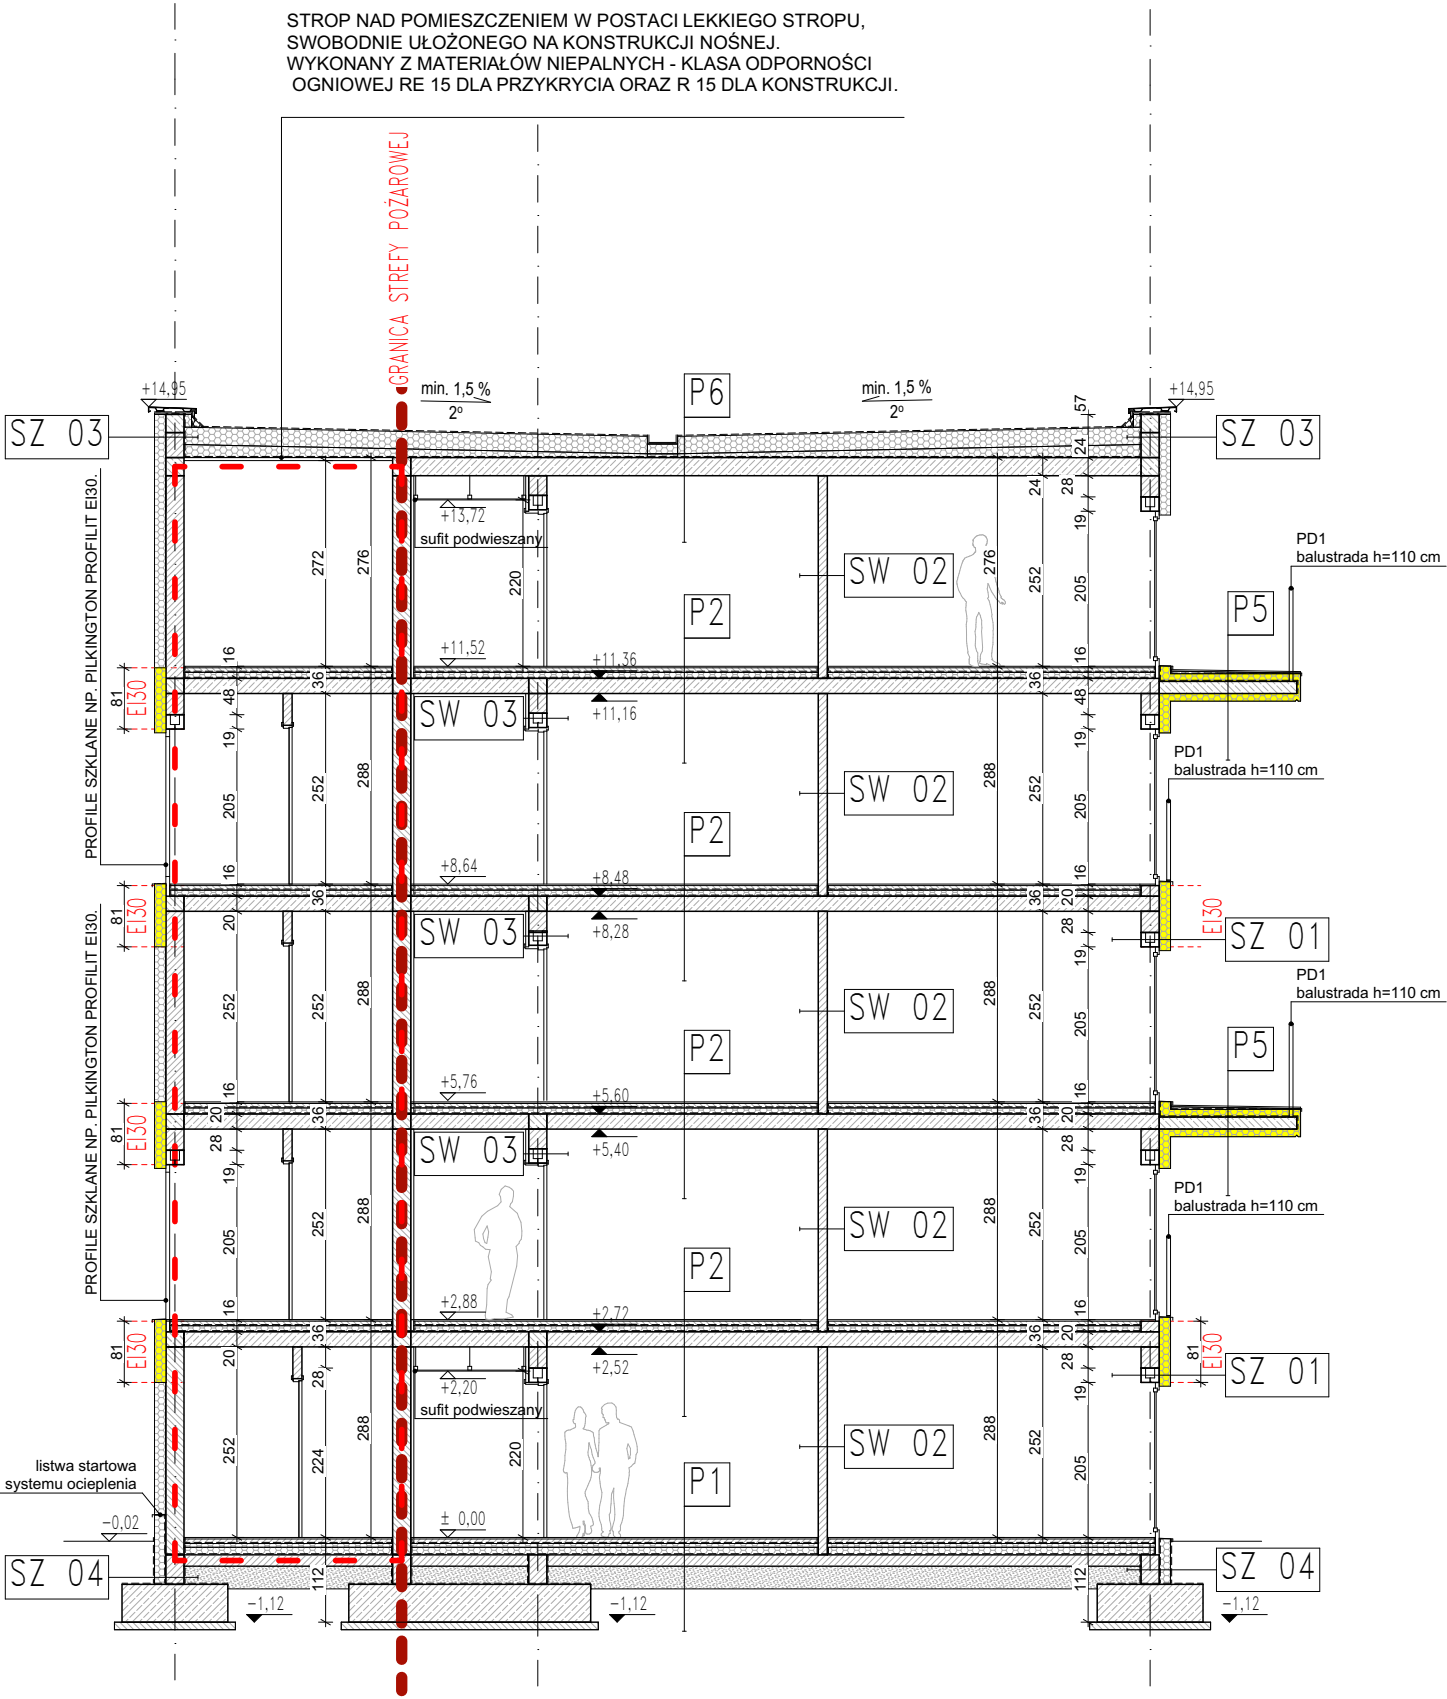 STROP NAD POMIESZCZENIEM W POSTACI LEKKIEGO STROPU,
SWOBODNIE UŁOŻONEGO NA KONSTRUKCJI NOŚNEJ.
WYKONANY Z MATERIAŁÓW NIEPALNYCH - KLASA ODPORNOŚCI
OGNIOWEJ RE 15 DLA PRZYKRYCIA ORAZ R 15 DLA KONSTRUKCJI.
GRANICA STREFY POŻAROWEJ
+14,95
min. 1,5 %
2°
P6
min. 1,5 %
2°
+14,95
57
SZ 03
24
SZ 03
PROFILE SZKLANE NP. PILKINGTON PROFILIT EI30.
+13,72
sufit podwieszany
24
28
19
272
276
220
SW 02
276
252
205
PD1
balustrada h=110 cm
P2
P5
16
+11,52
+11,36
16
81
EI30
48
36
36
48
SW 03
+11,16
19
19
PD1
balustrada h=110 cm
205
252
288
SW 02
288
252
205
P2
16
+8,64
+8,48
16
81
EI30
20
36
36
20
EI30
SW 03
+8,28
28
19
SZ 01
PROFILE SZKLANE NP. PILKINGTON PROFILIT EI30.
PD1
balustrada h=110 cm
252
252
288
SW 02
288
252
205
P2
P5
16
+5,76
+5,60
16
81
EI30
20
36
36
20
28
SW 03
+5,40
28
19
19
PD1
balustrada h=110 cm
205
252
288
SW 02
288
252
205
P2
16
+2,88
+2,72
16
81
EI30
20
36
36
20
81
EI30
28
+2,52
28
+2,20
19
SZ 01
sufit podwieszany
252
224
288
220
SW 02
288
252
205
listwa startowa
systemu ocieplenia
P1
-0,02
± 0,00
SZ 04
112
112
SZ 04
-1,12
-1,12
-1,12